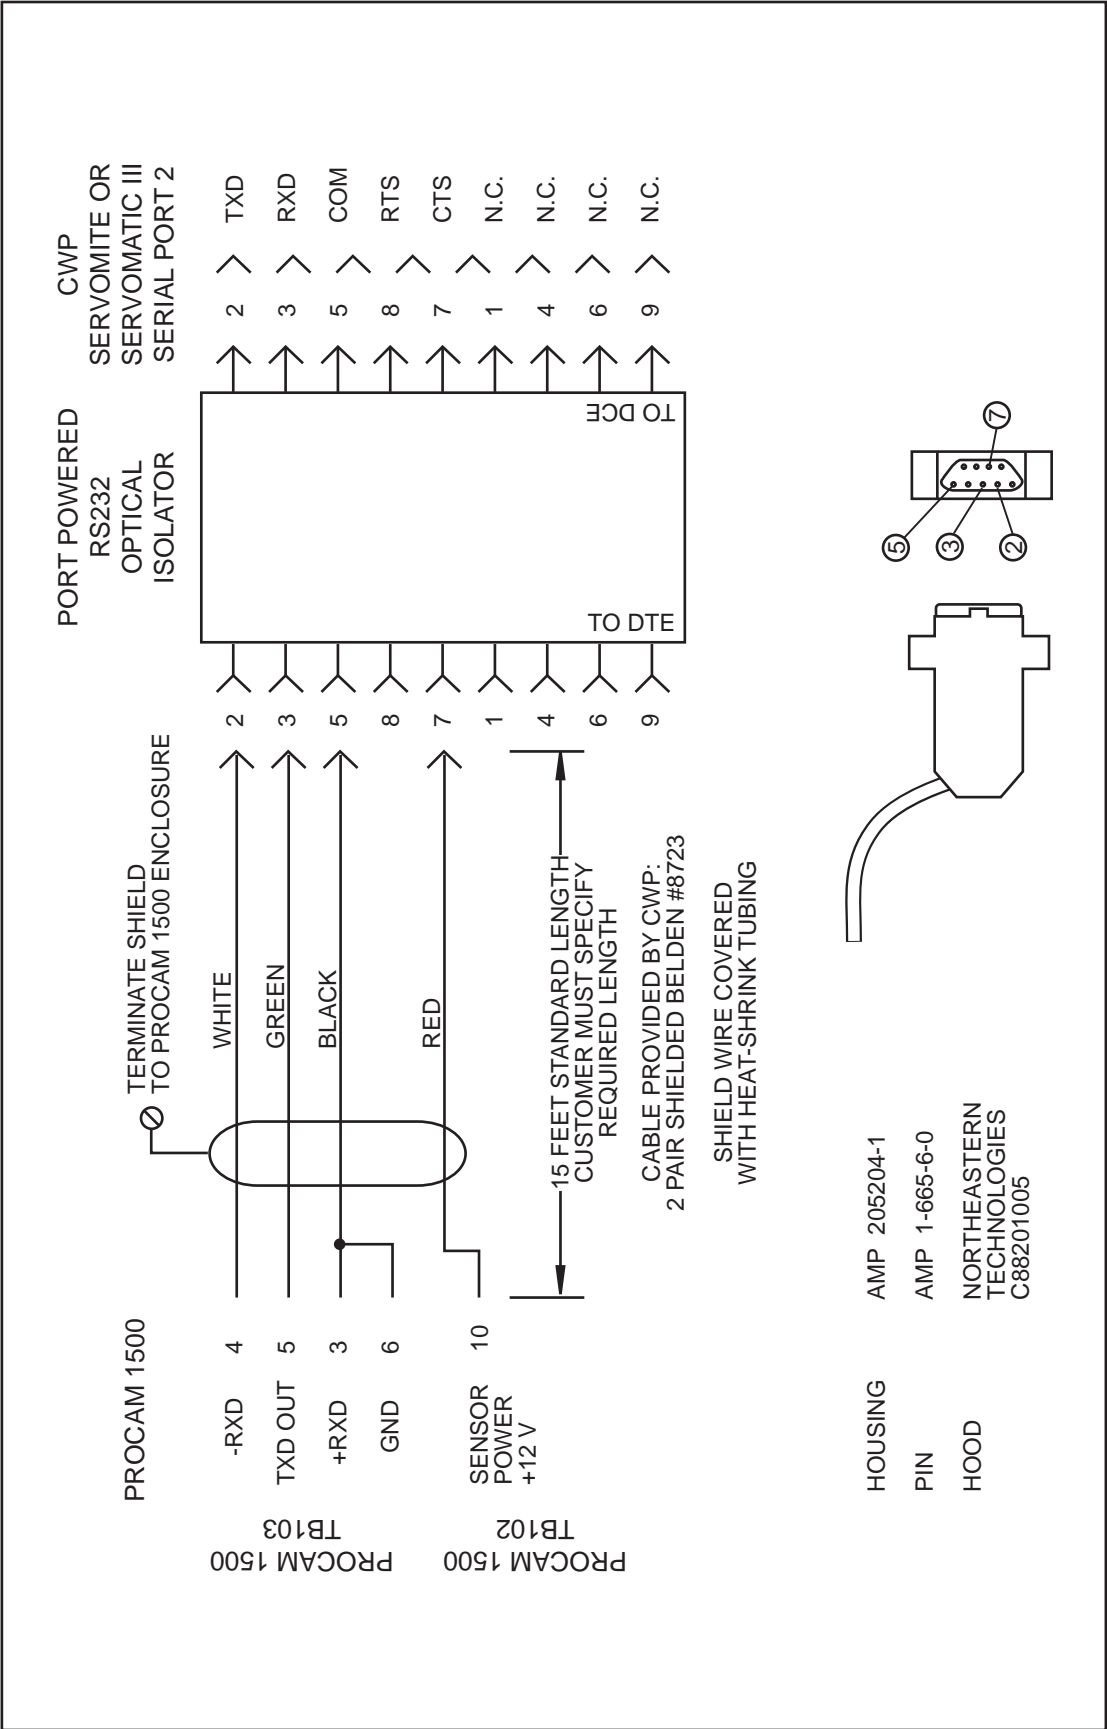 PROCAM 1500
PROCAM 1500
TB103
-RXD 4
TXD OUT 5
+RXD 3
GND 6
PROCAM 1500
TB102
SENSOR
POWER
+12 V
10
TERMINATE SHIELD
TO PROCAM 1500 ENCLOSURE
WHITE
GREEN
BLACK
RED
15 FEET STANDARD LENGTH
CUSTOMER MUST SPECIFY
REQUIRED LENGTH
CABLE PROVIDED BY CWP:
2 PAIR SHIELDED BELDEN #8723
SHIELD WIRE COVERED
WITH HEAT-SHRINK TUBING
2
3
5
8
7
1
4
6
9
PORT POWERED
RS232
OPTICAL
ISOLATOR
TO DTE
TO DCE
CWP
SERVOMITE OR
SERVOMATIC III
SERIAL PORT 2
2 TXD
3 RXD
5 COM
8 RTS
7 CTS
1 N.C.
4 N.C.
6 N.C.
9 N.C.
HOUSING AMP 205204-1
PIN AMP 1-665-6-0
HOOD NORTHEASTERN
TECHNOLOGIES
C88201005
5
3
2
7